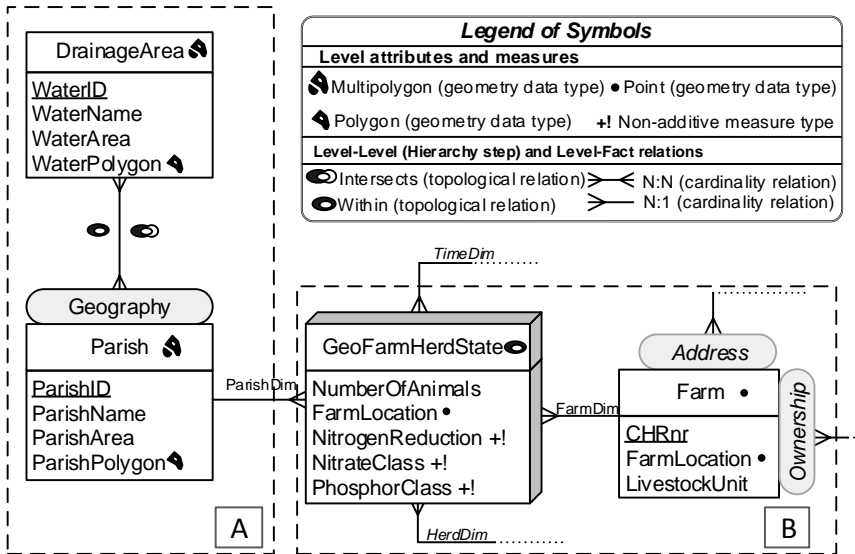 DrainageArea
WaterID
WaterName
WaterArea
WaterPolygon
Geography
Parish
ParishID
ParishName
ParishArea
ParishPolygon
A
Legend of Symbols
Level attributes and measures
Multipolygon (geometry data type) • Point (geometry data type)
Polygon (geometry data type) +! Non-additive measure type
Level-Level (Hierarchy step) and Level-Fact relations
Intersects (topological relation) N:N (cardinality relation)
Within (topological relation) N:1 (cardinality relation)
TimeDim
ParishDim
GeoFarmHerdState
NumberOfAnimals
FarmLocation •
NitrogenReduction +!
NitrateClass +!
PhosphorClass +!
HerdDim
FarmDim
Address
Farm •
CHRnr
FarmLocation •
LivestockUnit
Ownership
B